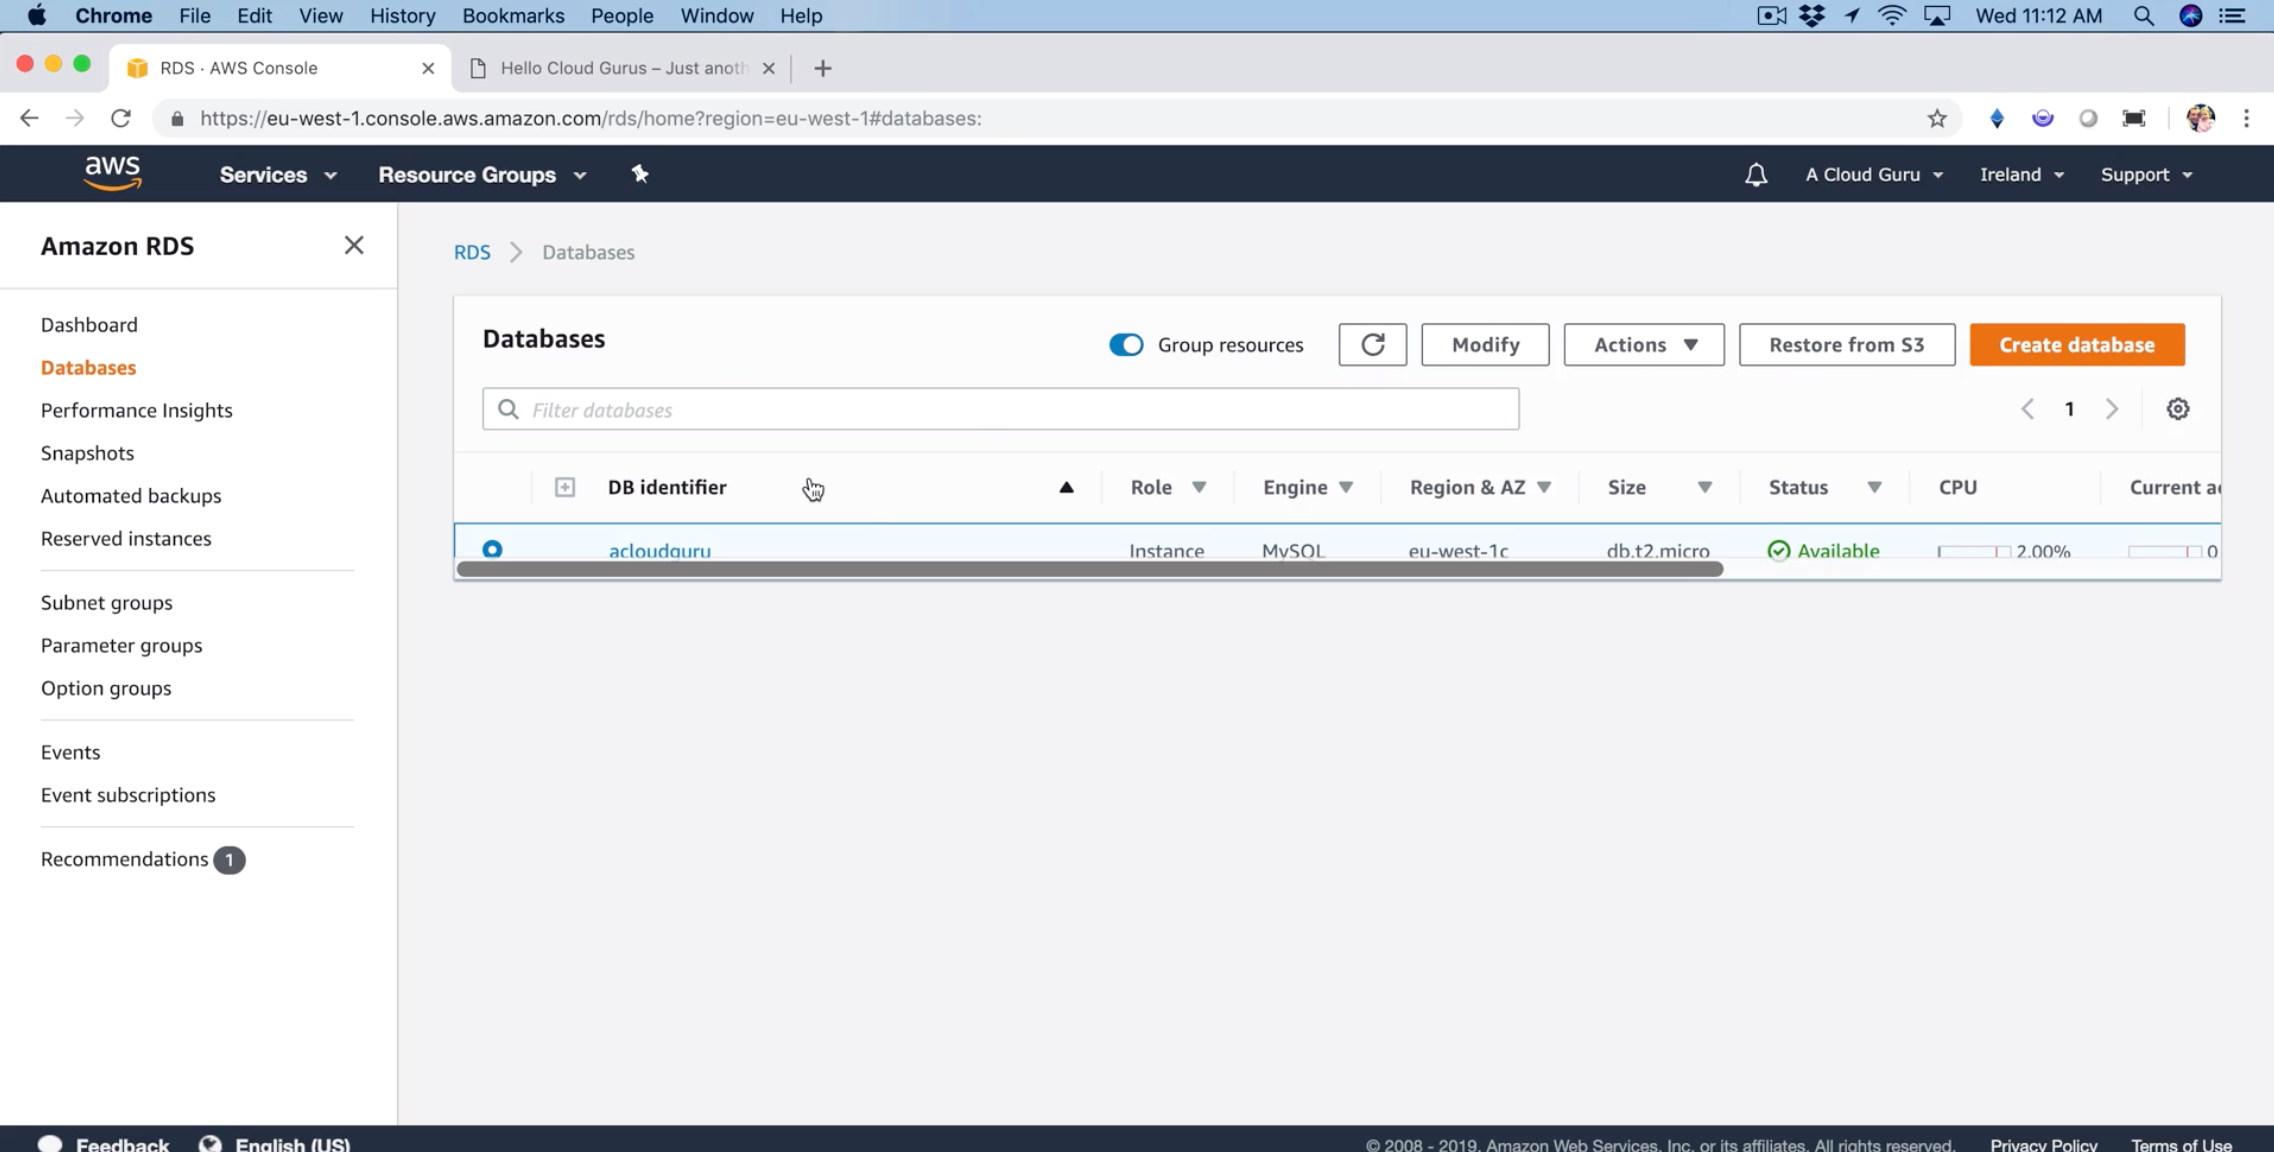 Chrome File Edit View History Bookmarks People Window Help Wed 11:12 AM
RDS · AWS Console Hello Cloud Gurus – Just anoth
https://eu-west-1.console.aws.amazon.com/rds/home?region=eu-west-1#databases:
aws Services Resource Groups A Cloud Guru Ireland Support
Amazon RDS
Dashboard
Databases
Performance Insights
Snapshots
Automated backups
Reserved instances
Subnet groups
Parameter groups
Option groups
Events
Event subscriptions
Recommendations 1
RDS Databases
Databases Group resources Modify Actions Restore from S3 Create database
Filter databases 1
DB identifier Role Engine Region & AZ Size Status CPU Current a
acloudguru Instance MySQL eu-west-1c db.t2.micro Available 2.00% 0
Feedback English (US) © 2008 - 2019, Amazon Web Services, Inc. or its affiliates. All rights reserved. Privacy Policy Terms of Use